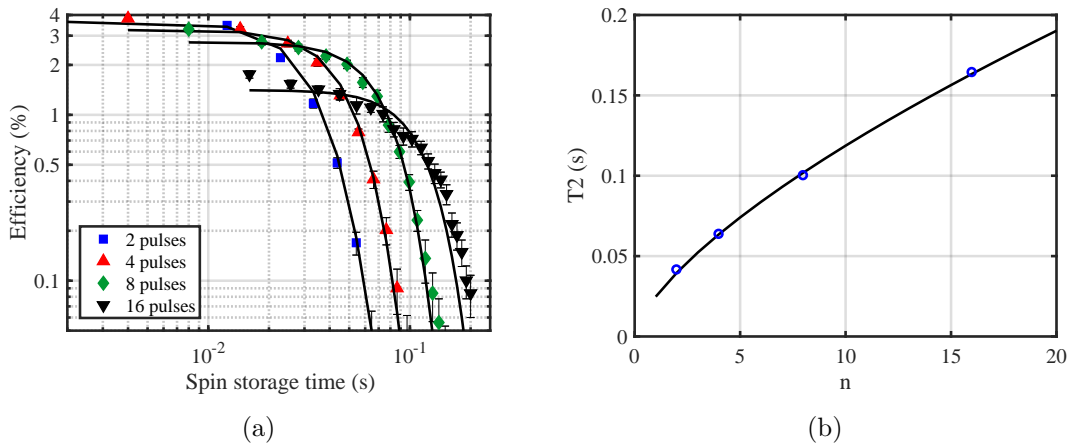 4
3
2
1
0.5
0.1
Efficiency (%)
2 pulses
4 pulses
8 pulses
16 pulses
10^-2
10^-1
Spin storage time (s)
(a)
0.2
0.15
0.1
0.05
0
T2 (s)
0 5 10 15 20
n
(b)